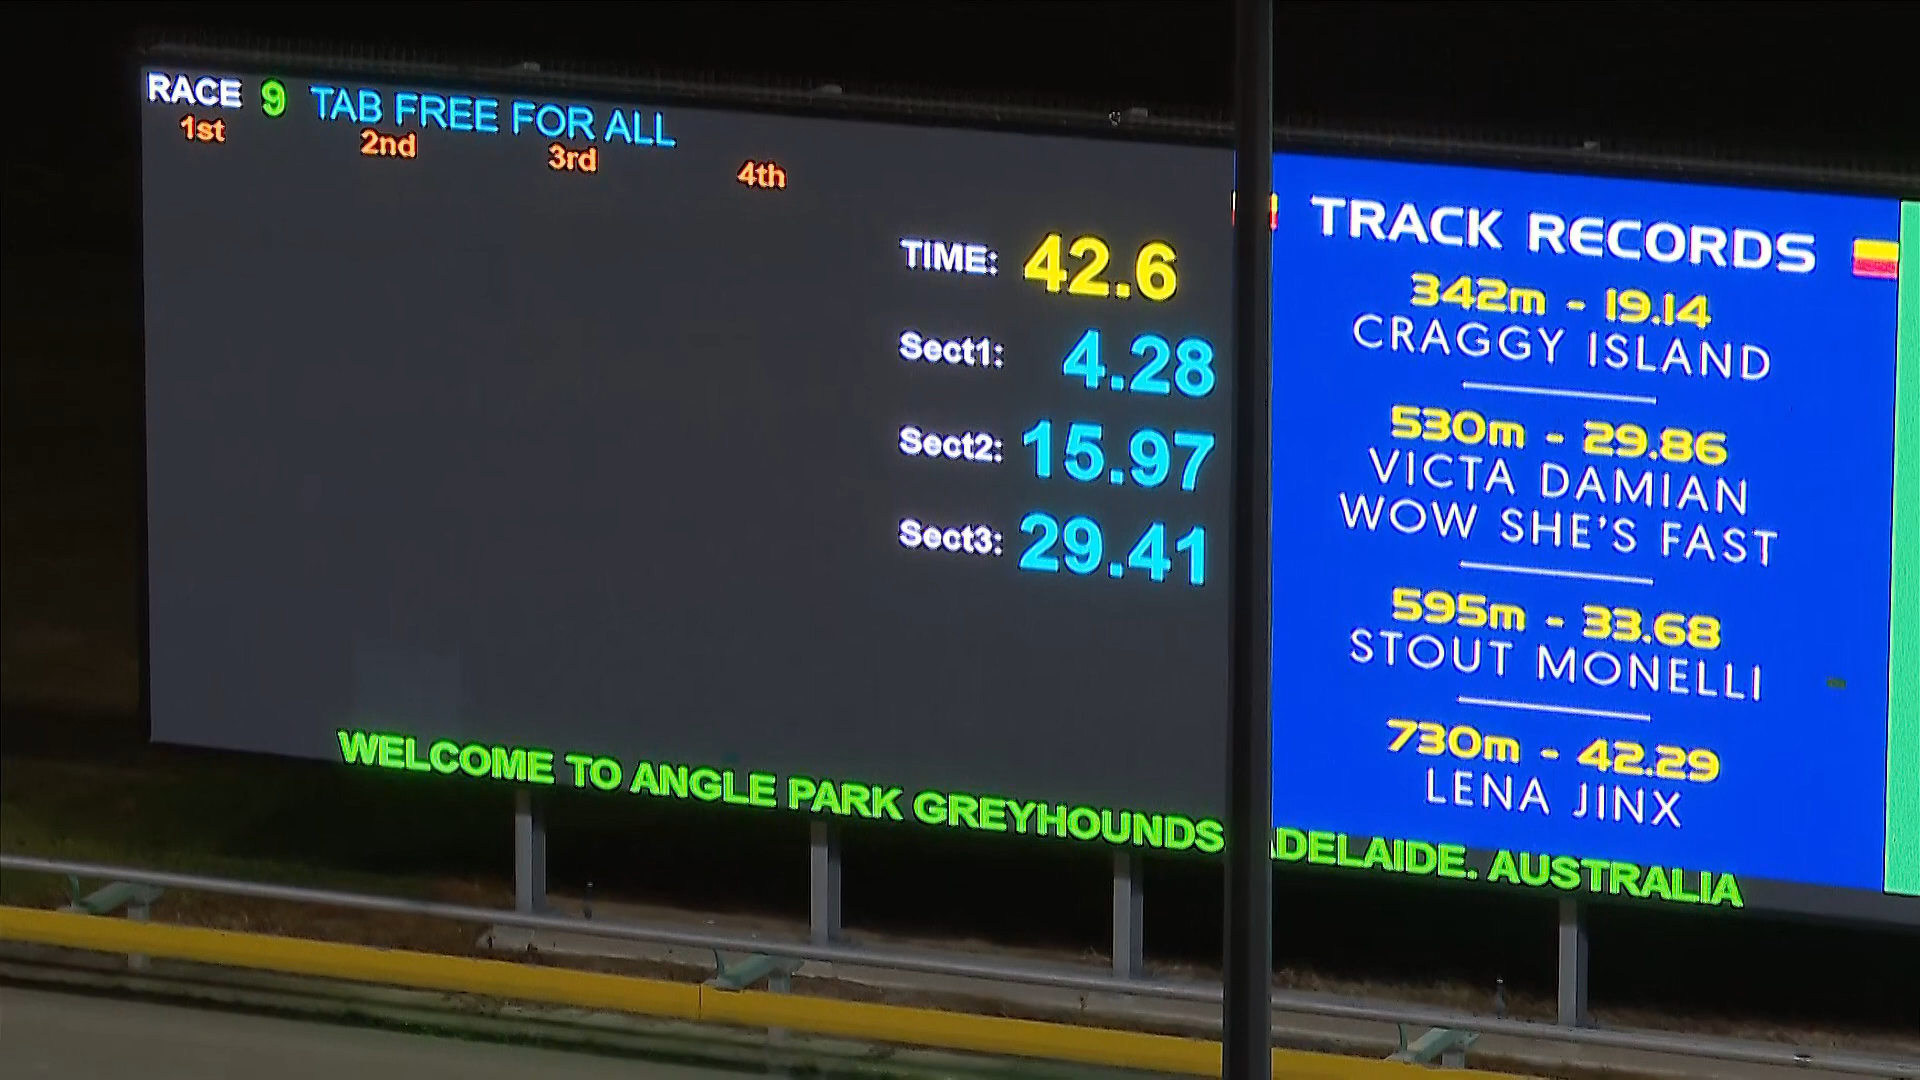 RACE 9 TAB FREE FOR ALL
1st 2nd 3rd 4th
TIME: 42.6
Sect1: 4.28
Sect2: 15.97
Sect3: 29.41
TRACK RECORDS
342m - 19.14
CRAGGY ISLAND
530m - 29.86
VICTA DAMIAN
WOW SHE'S FAST
595m - 33.68
STOUT MONELLI
730m - 42.29
LENA JINX
WELCOME TO ANGLE PARK GREYHOUNDS ADELAIDE. AUSTRALIA